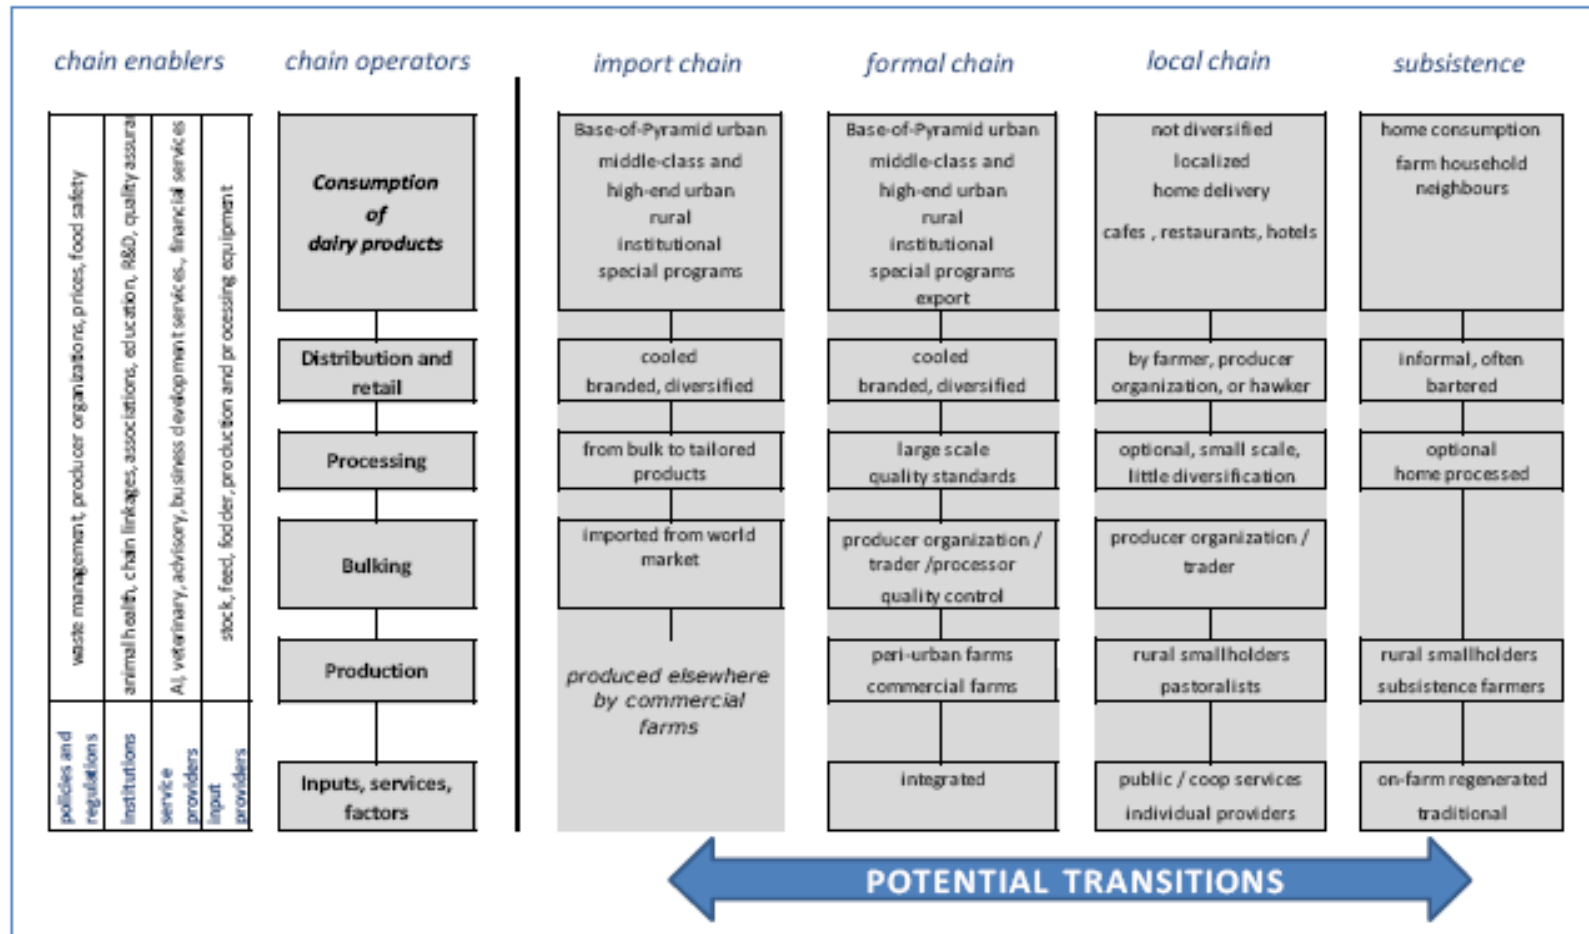 chain enablers
chain operators
import chain
formal chain
local chain
subsistence
waste management, producer organizations, prices, food safety
animal health, chain linkages, associations, education, R&D, quality assura
AI, veterinary, advisory, business development services., financial services
stock, feed, fodder, production and processing equipment
policies and
regulations
institutions
service
providers
input
providers
Consumption
of
dairy products
Distribution and
retail
Processing
Bulking
Production
Inputs, services,
factors
Base-of-Pyramid urban
middle-class and
high-end urban
rural
institutional
special programs
cooled
branded, diversified
from bulk to tailored
products
imported from world
market
produced elsewhere
by commercial
farms
Base-of-Pyramid urban
middle-class and
high-end urban
rural
institutional
special programs
export
cooled
branded, diversified
large scale
quality standards
producer organization /
trader /processor
quality control
peri-urban farms
commercial farms
integrated
not diversified
localized
home delivery
cafes , restaurants, hotels
by farmer, producer
organization, or hawker
optional, small scale,
little diversification
producer organization /
trader
rural smallholders
pastoralists
public / coop services
individual providers
home consumption
farm household
neighbours
informal, often
bartered
optional
home processed
rural smallholders
subsistence farmers
on-farm regenerated
traditional
POTENTIAL TRANSITIONS